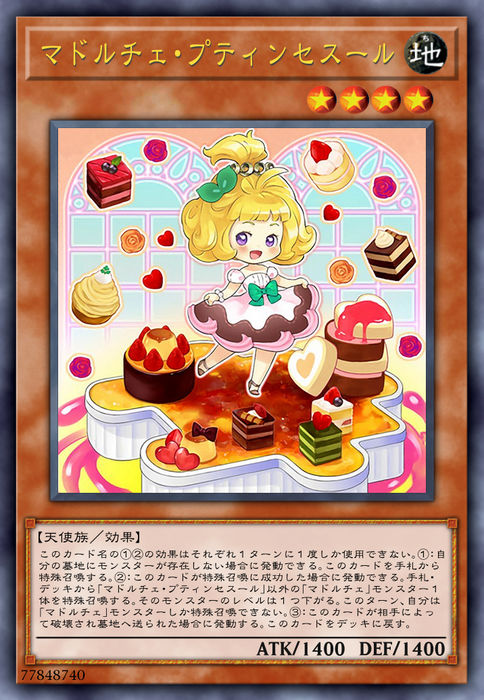 マドルチェ・プティンセスール
ち
地
【天使族／効果】
このカード名の①②の効果はそれぞれ１ターンに１度しか使用できない。①：自
分の墓地にモンスターが存在しない場合に発動できる。このカードを手札から
特殊召喚する。②：このカードが特殊召喚に成功した場合に発動できる。手札・
デッキから「マドルチェ・プティンセスール」以外の「マドルチェ」モンスター１
体を特殊召喚する。そのモンスターのレベルは１つ下がる。このターン、自分は
「マドルチェ」モンスターしか特殊召喚できない。③：このカードが相手によっ
て破壊され墓地へ送られた場合に発動する。このカードをデッキに戻す。
ATK/1400 DEF/1400
77848740